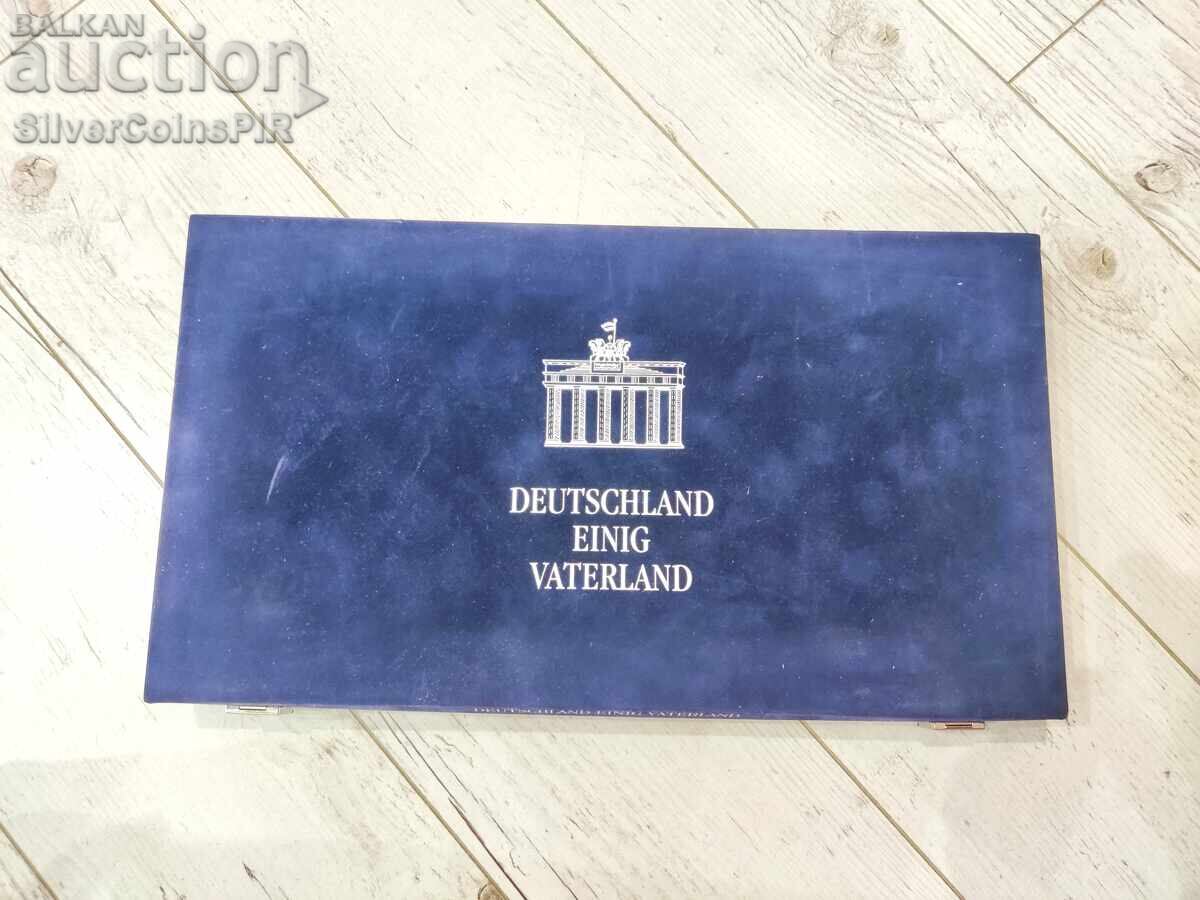 BALKAN
auction
SilverCoinsPIR
DEUTSCHLAND
EINIG
VATERLAND
DEUTSCHLAND EINIG VATERLAND